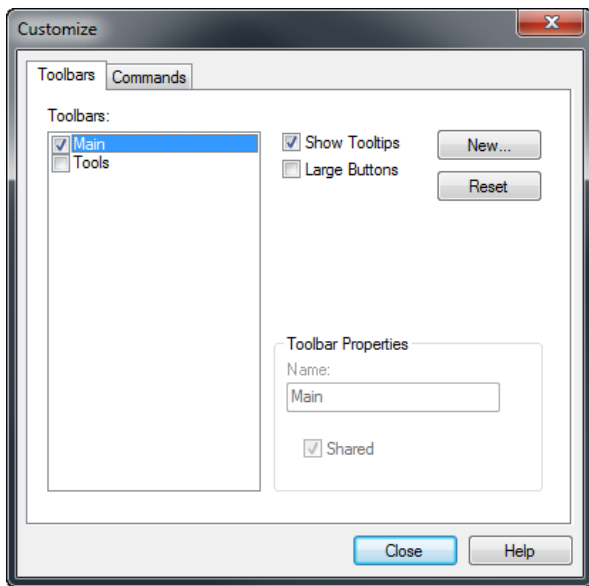 Customize
Toolbars Commands
Toolbars:
Main
Tools
Show Tooltips
Large Buttons
New...
Reset
Toolbar Properties
Name:
Main
Shared
Close Help